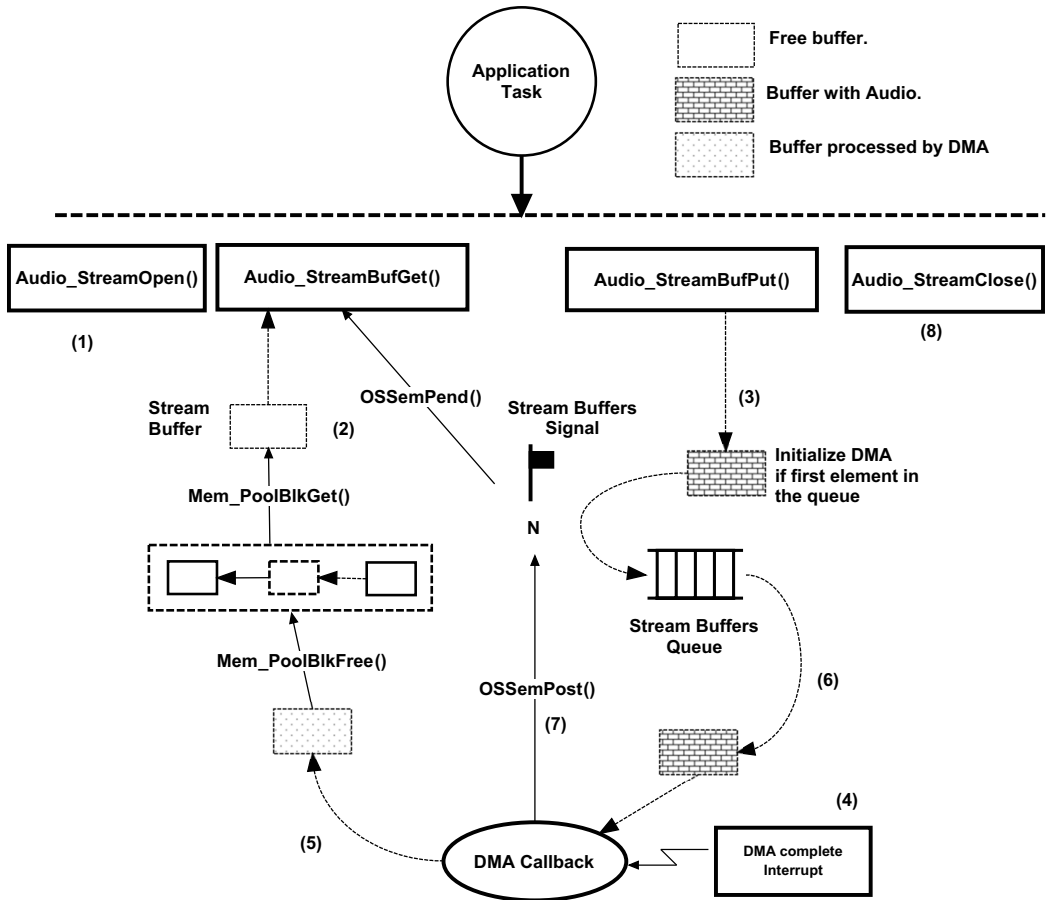 Application
Task
Free buffer.
Buffer with Audio.
Buffer processed by DMA
Audio_StreamOpen()
Audio_StreamBufGet()
Audio_StreamBufPut()
Audio_StreamClose()
(1)
(8)
OSSemPend()
(3)
Stream
Buffer
(2)
Stream Buffers
Signal
Initialize DMA
if first element in
the queue
Mem_PoolBlkGet()
N
Stream Buffers
Queue
Mem_PoolBlkFree()
OSSemPost()
(7)
(6)
(5)
(4)
DMA Callback
DMA complete
Interrupt